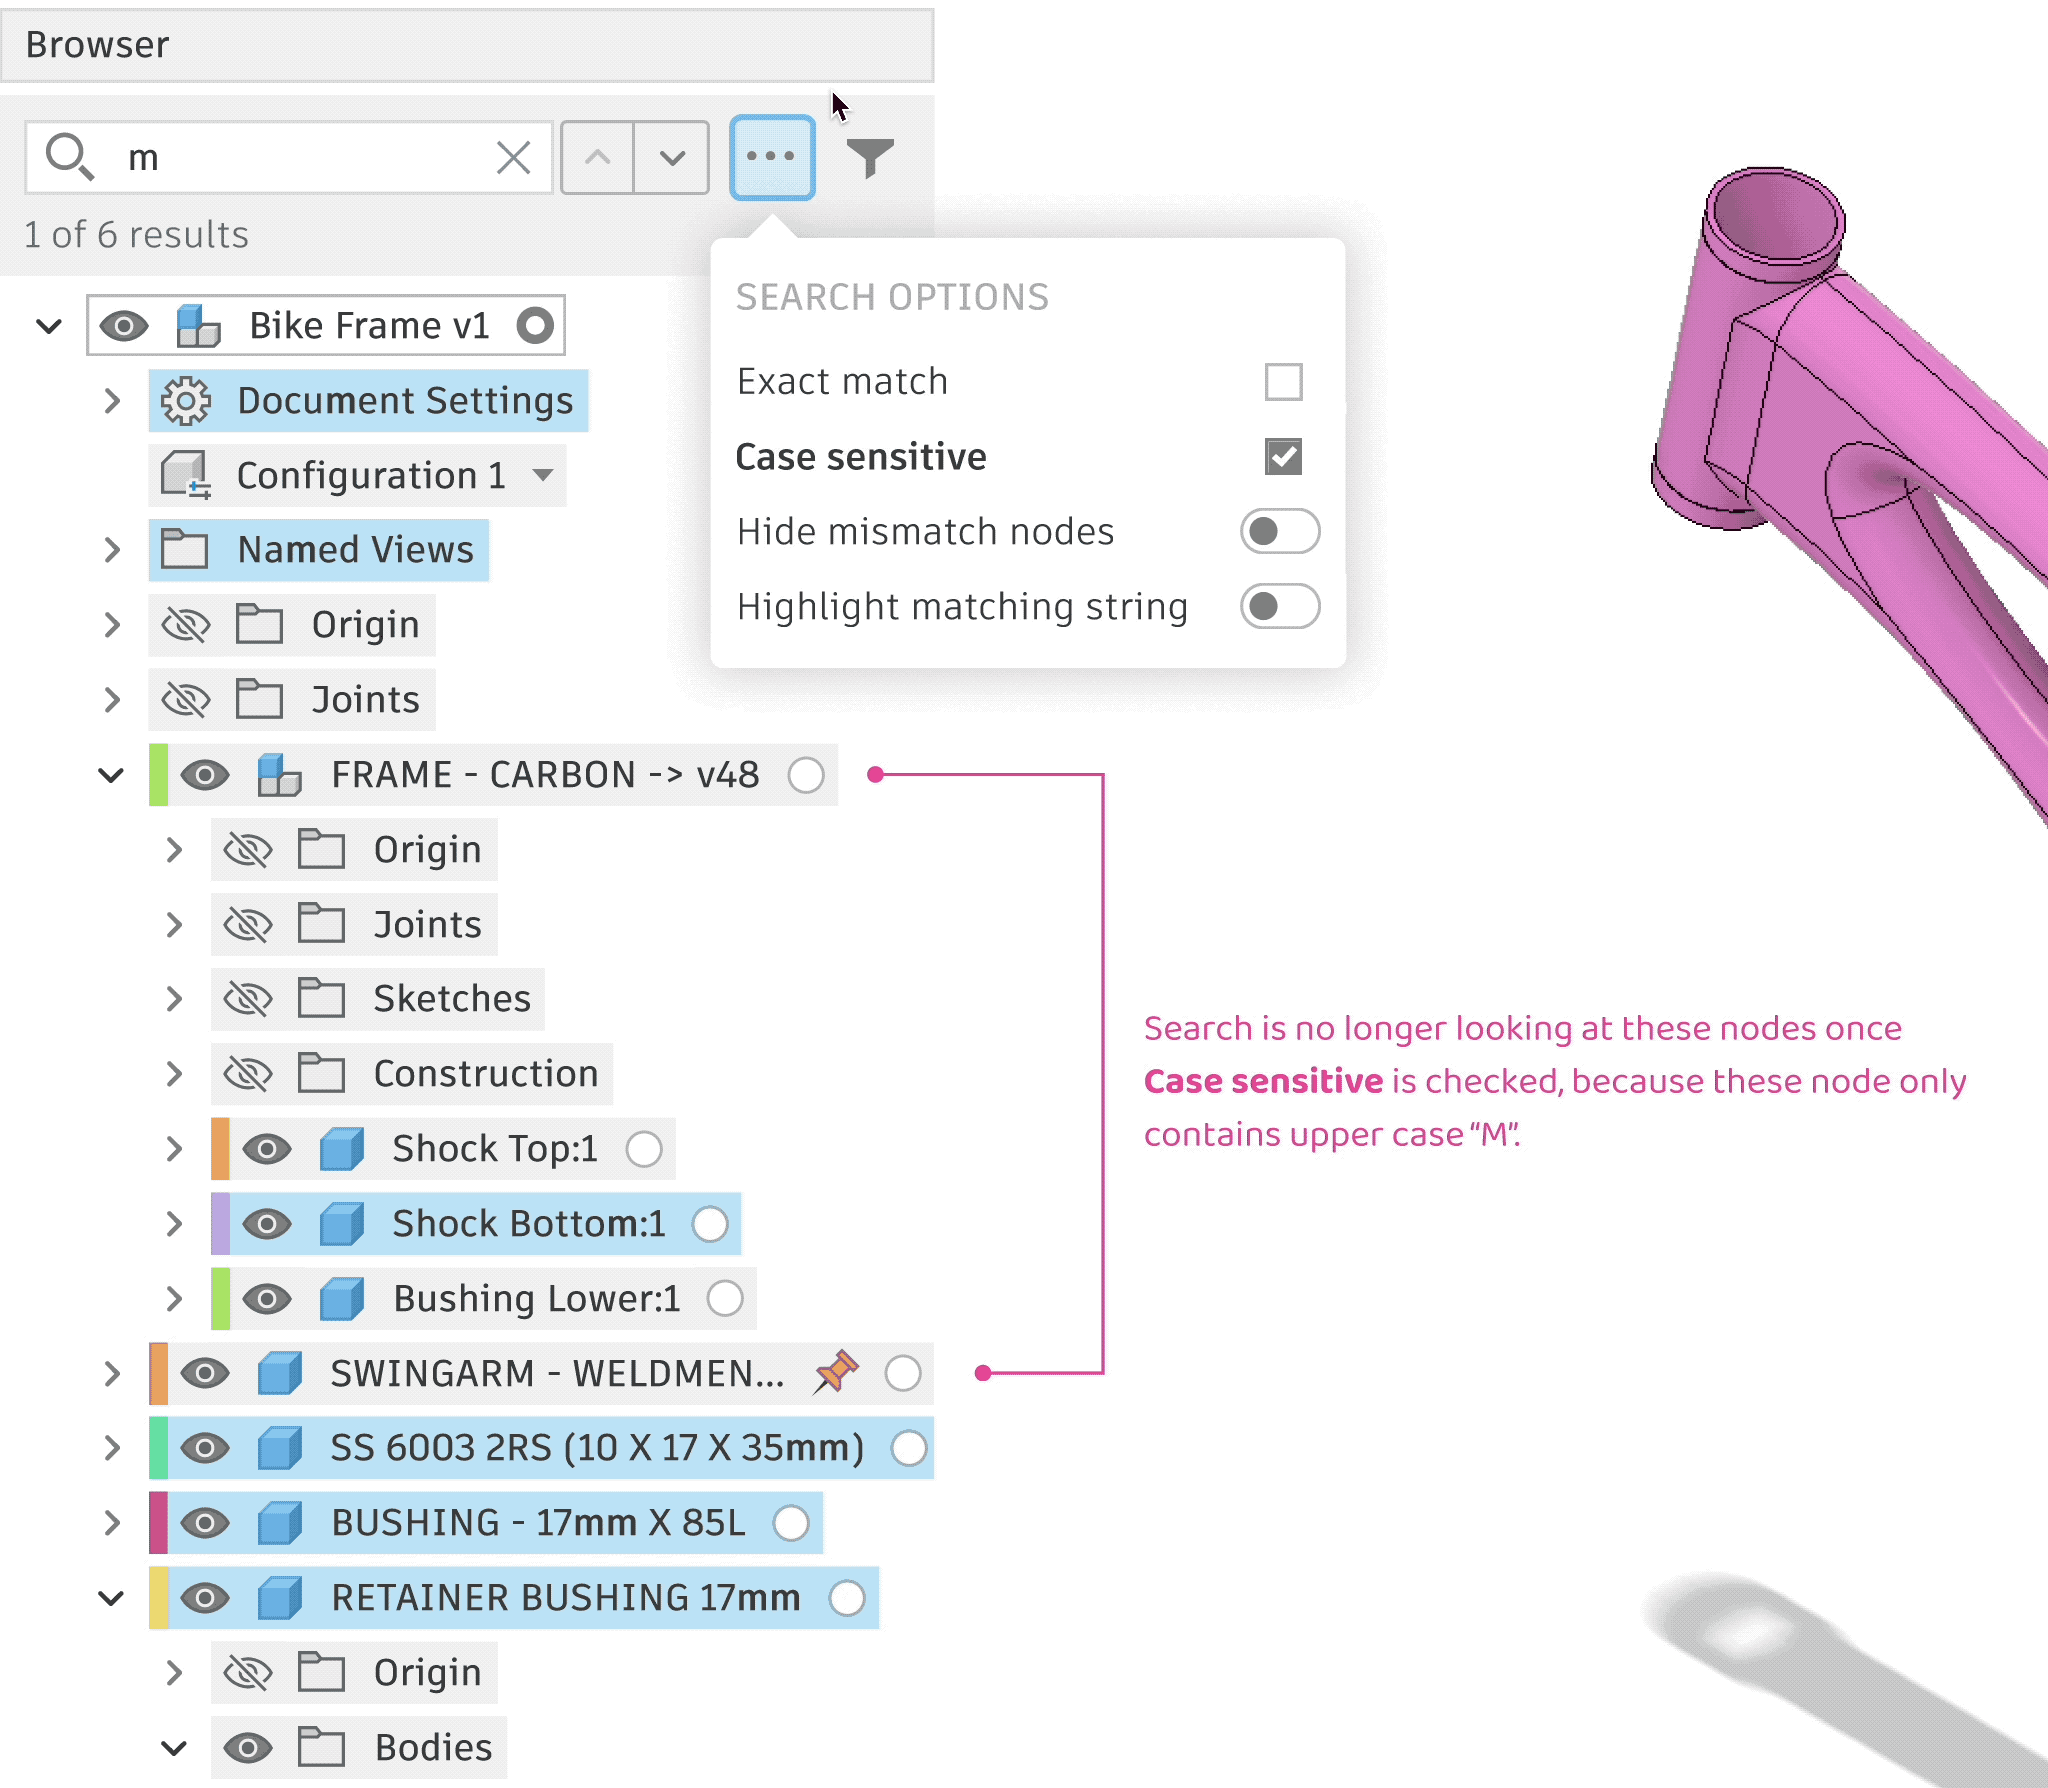 Browser
m
1 of 6 results
SEARCH OPTIONS
Exact match
Case sensitive
Hide mismatch nodes
Highlight matching string
Bike Frame v1
Document Settings
Configuration 1
Named Views
Origin
Joints
FRAME - CARBON -> v48
Origin
Joints
Sketches
Construction
Shock Top:1
Shock Bottom:1
Bushing Lower:1
SWINGARM - WELDMEN...
SS 6003 2RS (10 X 17 X 35mm)
BUSHING - 17mm X 85L
RETAINER BUSHING 17mm
Origin
Bodies
Search is no longer looking at these nodes once
Case sensitive is checked, because these node only
contains upper case “M”.